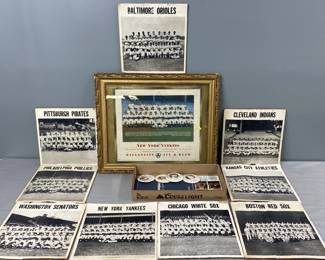 BALTIMORE ORIOLES
PITTSBURGH PIRATES
NEW YORK YANKEES
CLEVELAND INDIANS
PHILADELPHIA PHILLIES
KANSAS CITY ATHLETICS
WASHINGTON SENATORS
NEW YORK YANKEES
CHICAGO WHITE SOX
BOSTON RED SOX